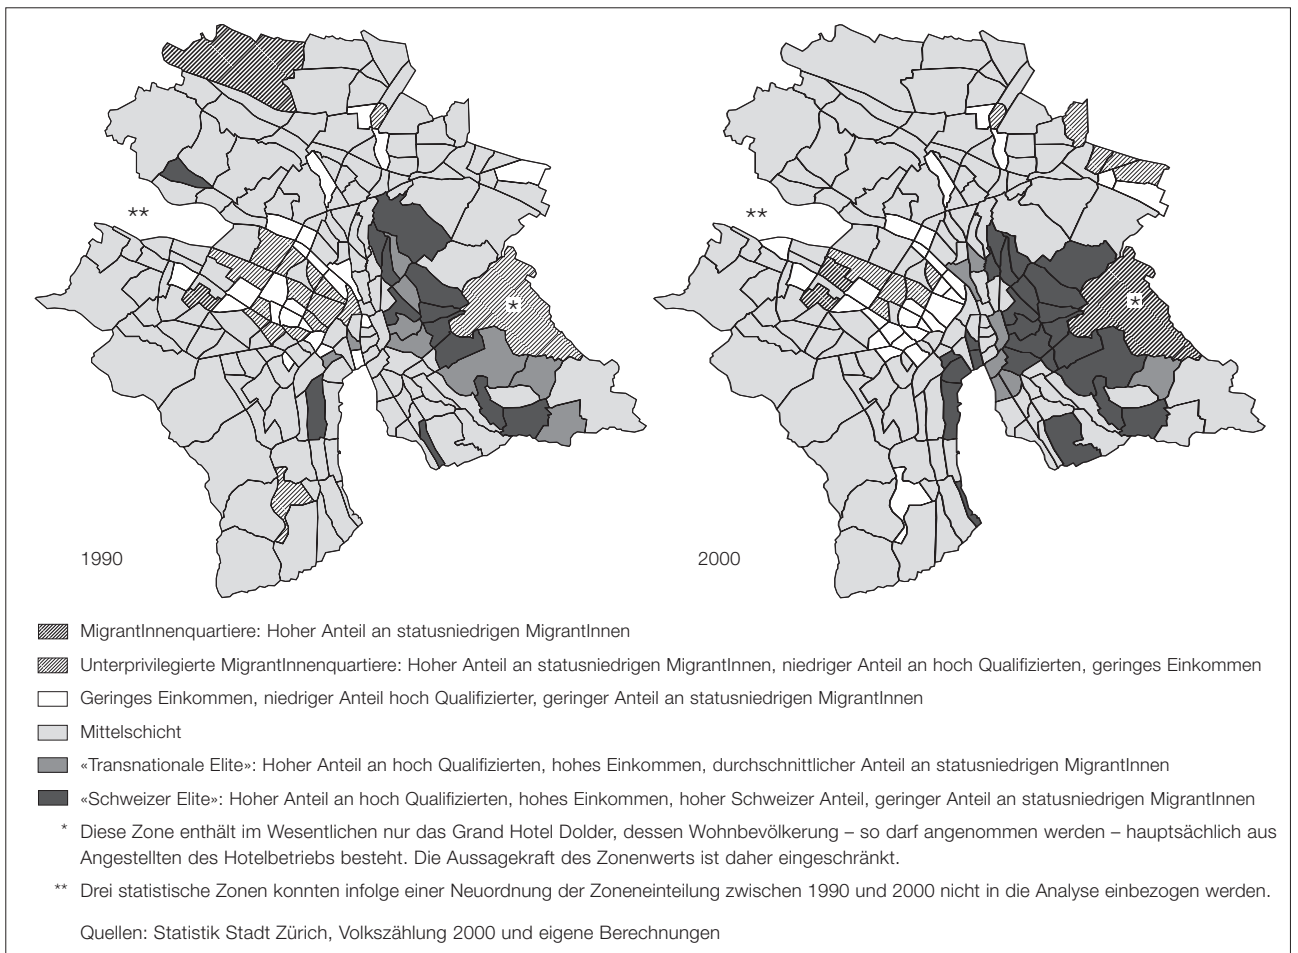 **
*
1990
**
*
2000
MigrantInnenquartiere: Hoher Anteil an statusniedrigen MigrantInnen
Unterprivilegierte MigrantInnenquartiere: Hoher Anteil an statusniedrigen MigrantInnen, niedriger Anteil an hoch Qualifizierten, geringes Einkommen
Geringes Einkommen, niedriger Anteil hoch Qualifizierter, geringer Anteil an statusniedrigen MigrantInnen
Mittelschicht
«Transnationale Elite»: Hoher Anteil an hoch Qualifizierten, hohes Einkommen, durchschnittlicher Anteil an statusniedrigen MigrantInnen
«Schweizer Elite»: Hoher Anteil an hoch Qualifizierten, hohes Einkommen, hoher Schweizer Anteil, geringer Anteil an statusniedrigen MigrantInnen
* Diese Zone enthält im Wesentlichen nur das Grand Hotel Dolder, dessen Wohnbevölkerung – so darf angenommen werden – hauptsächlich aus
Angestellten des Hotelbetriebs besteht. Die Aussagekraft des Zonenwerts ist daher eingeschränkt.
** Drei statistische Zonen konnten infolge einer Neuordnung der Zoneneinteilung zwischen 1990 und 2000 nicht in die Analyse einbezogen werden.
Quellen: Statistik Stadt Zürich, Volkszählung 2000 und eigene Berechnungen